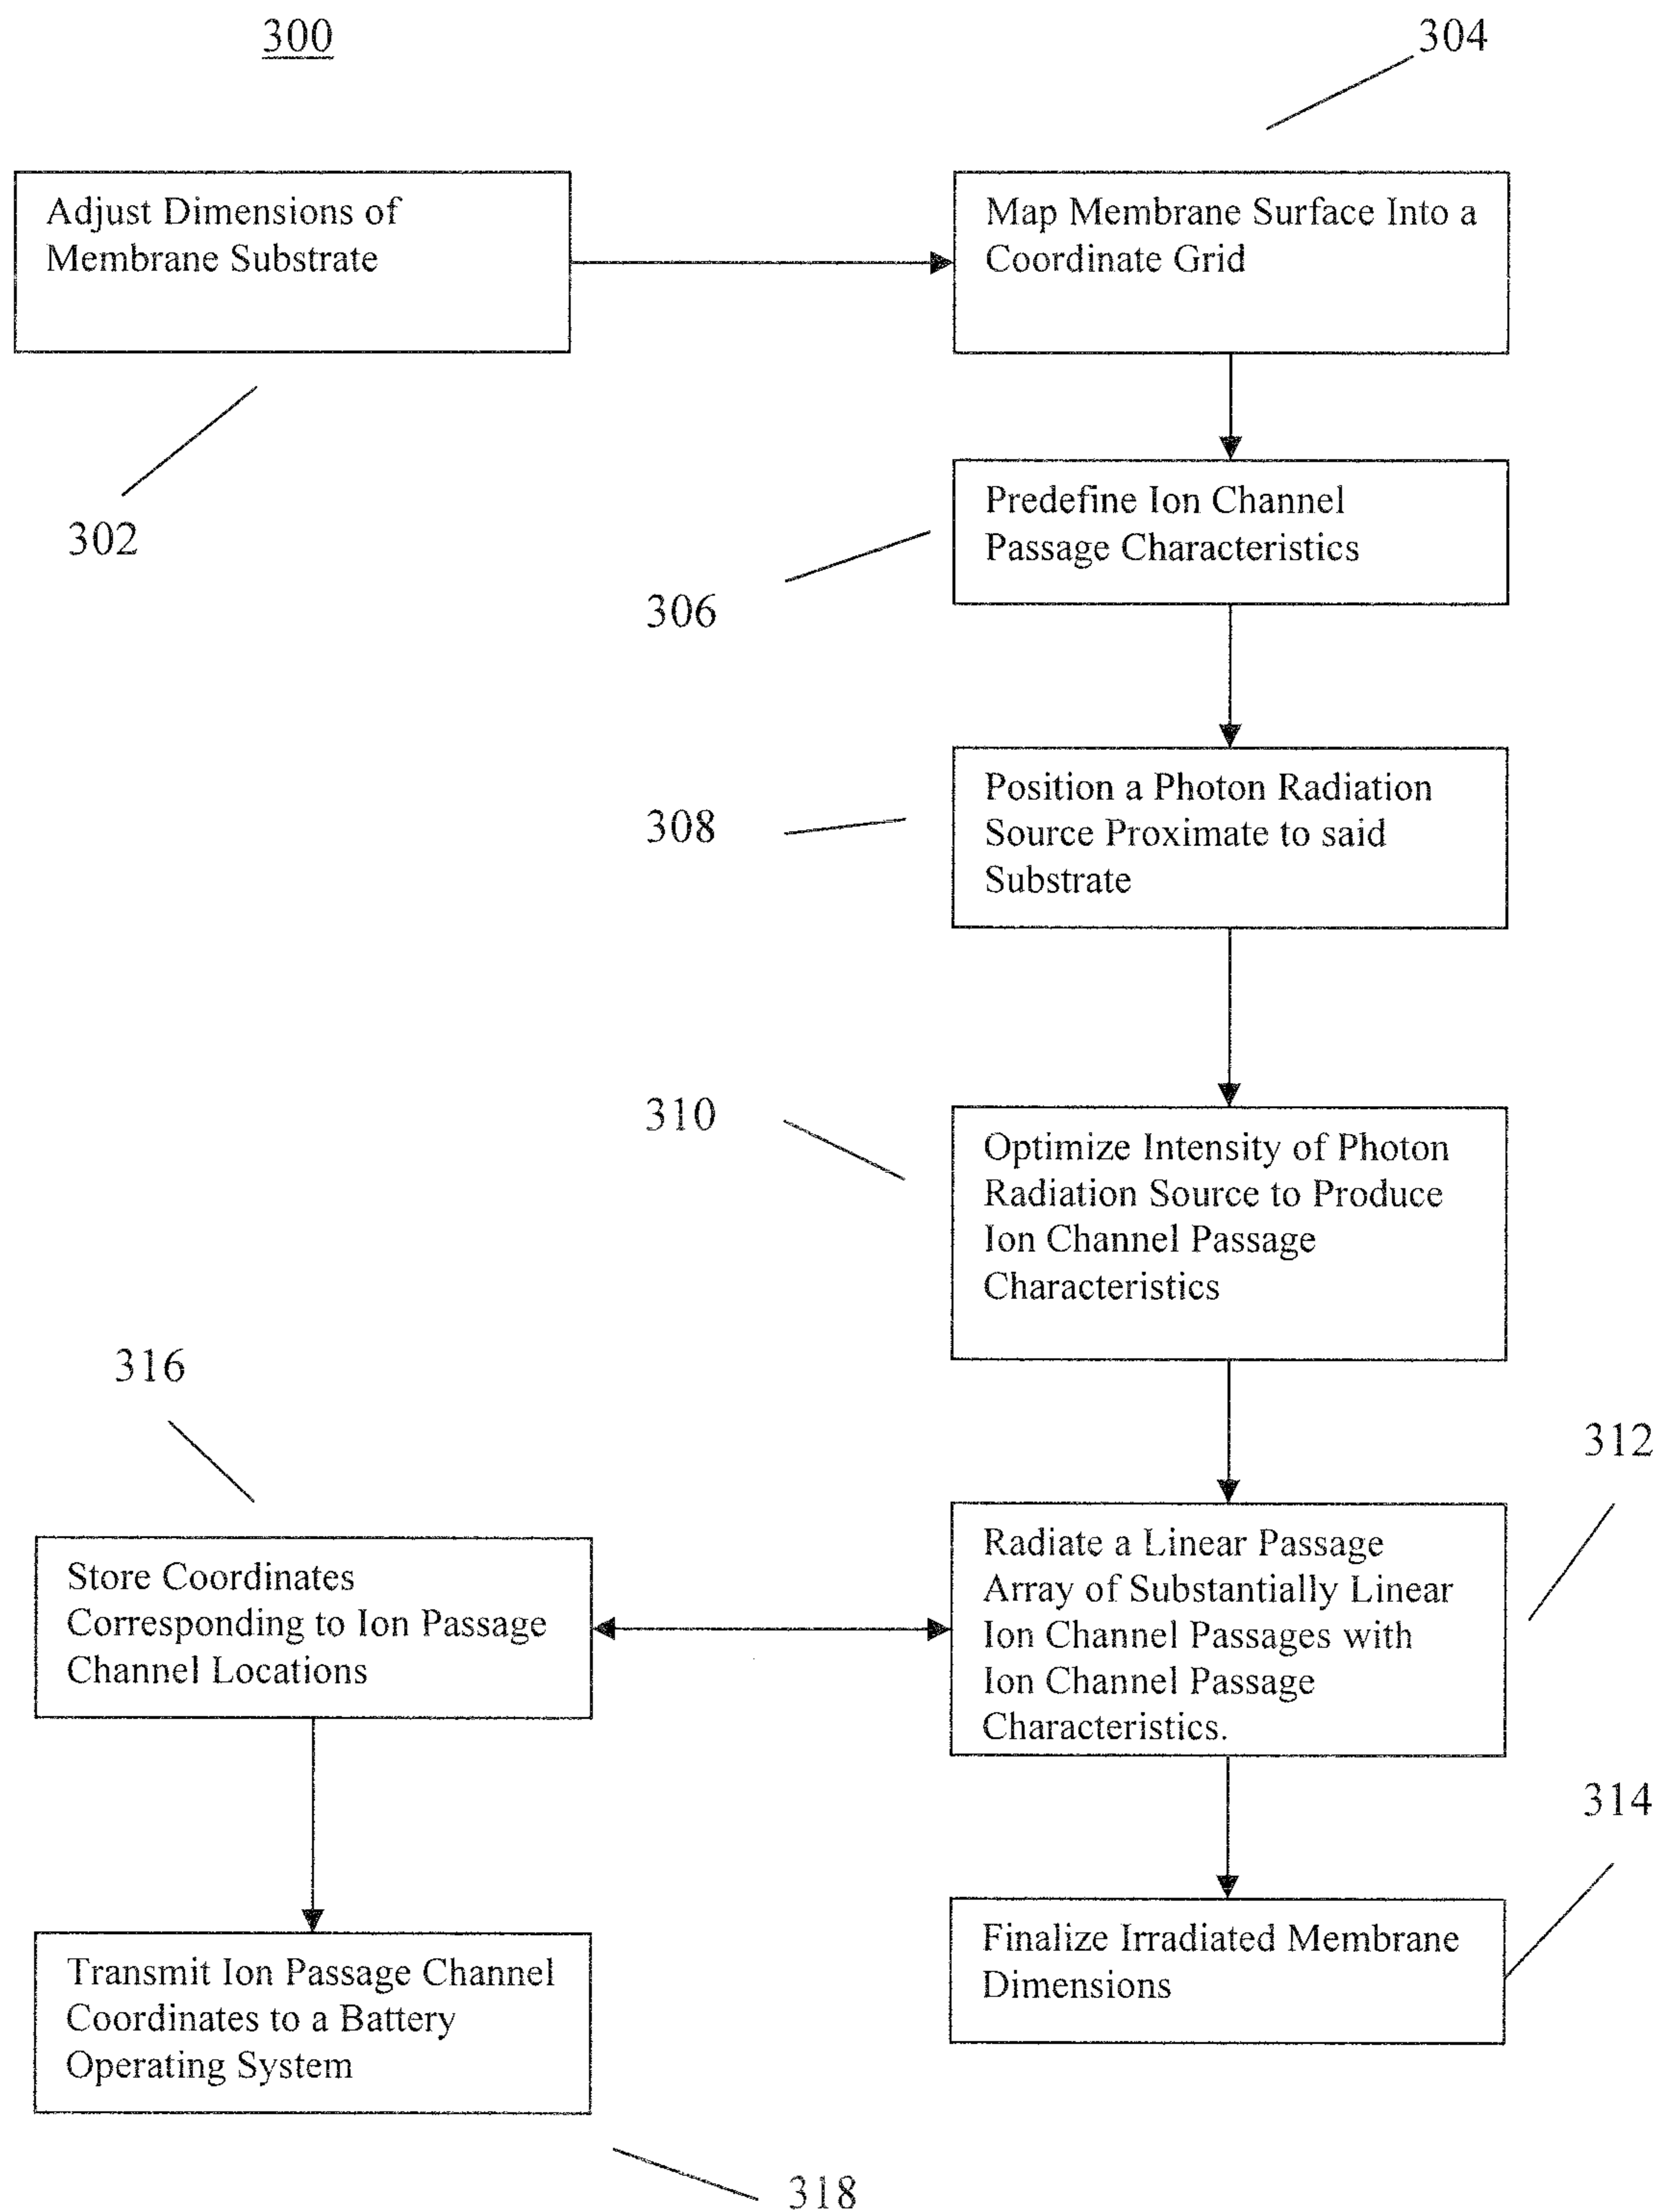 300
304
Adjust Dimensions of
Membrane Substrate
Map Membrane Surface Into a
Coordinate Grid
302
Predefine Ion Channel
Passage Characteristics
306
Position a Photon Radiation
Source Proximate to said
Substrate
308
310
Optimize Intensity of Photon
Radiation Source to Produce
Ion Channel Passage
Characteristics
316
312
Store Coordinates
Corresponding to Ion Passage
Channel Locations
Radiate a Linear Passage
Array of Substantially Linear
Ion Channel Passages with
Ion Channel Passage
Characteristics.
314
Transmit Ion Passage Channel
Coordinates to a Battery
Operating System
Finalize Irradiated Membrane
Dimensions
318